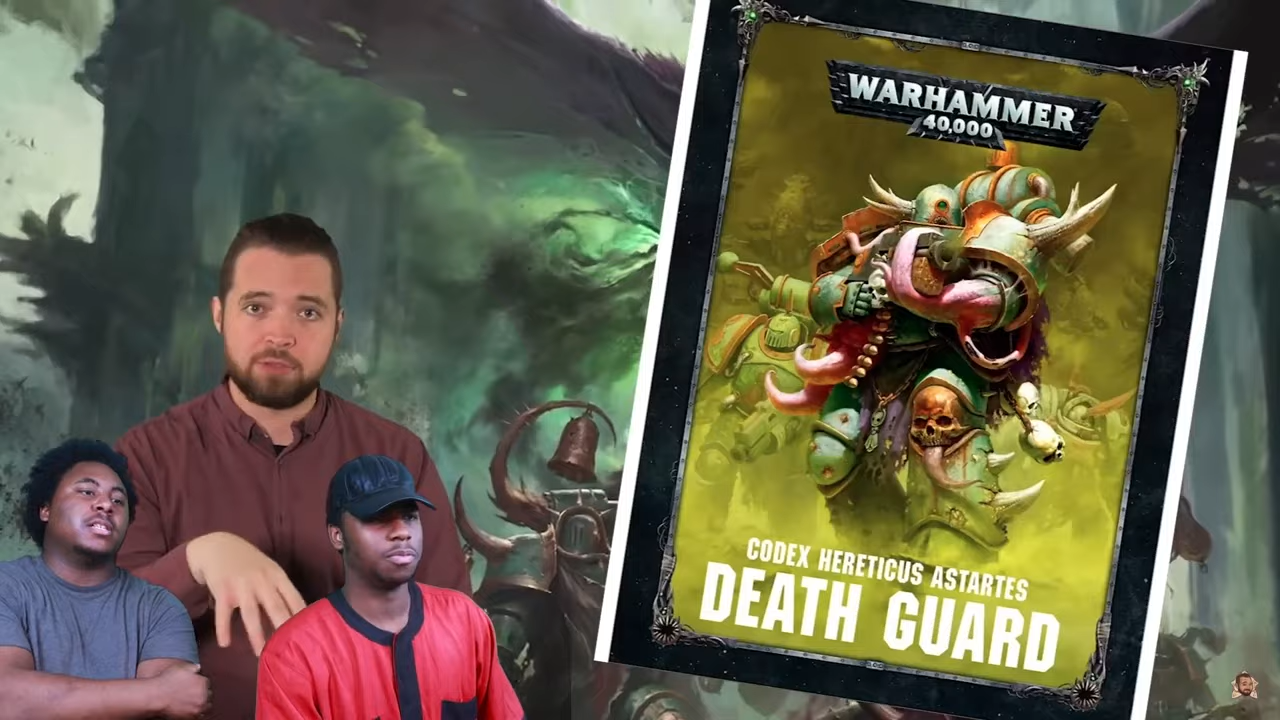 WARHAMMER
40,000
CODEX HERETICUS ASTARTES
DEATH GUARD